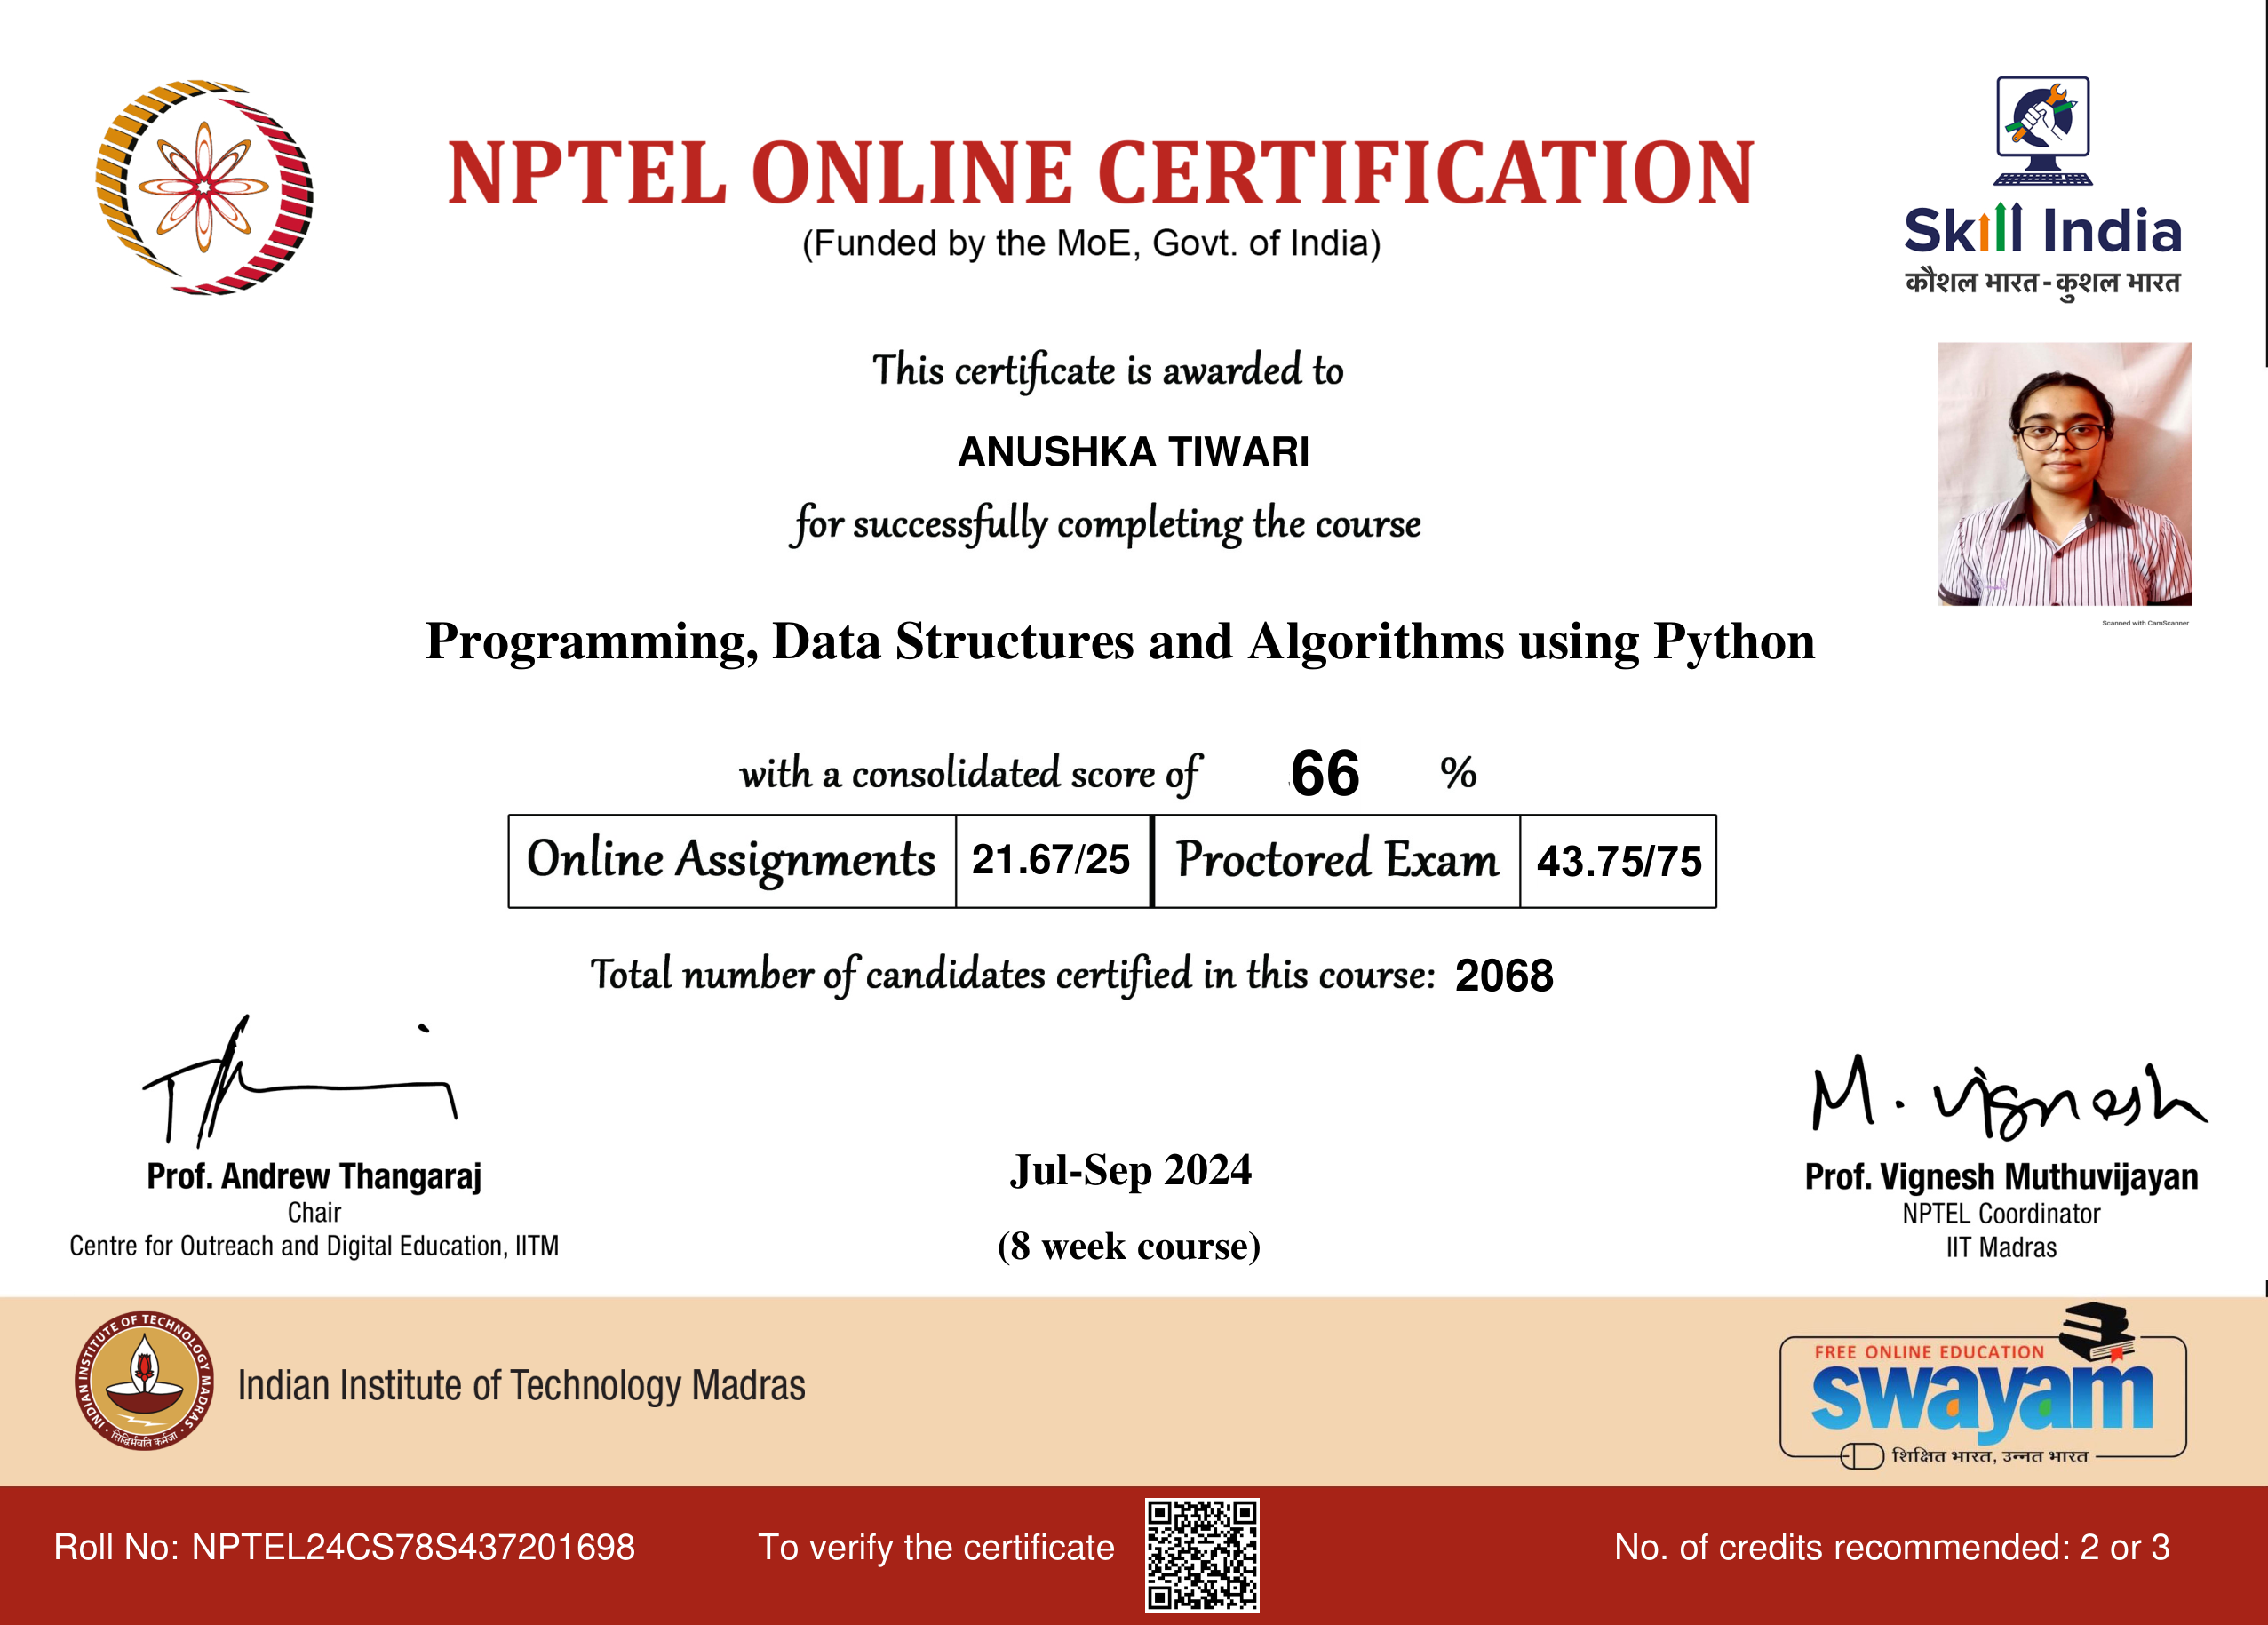 NPTEL ONLINE CERTIFICATION
(Funded by the MoE, Govt. of India)
Skill India
कौशल भारत - कुशल भारत
This certificate is awarded to
ANUSHKA TIWARI
for successfully completing the course
Scanned with CamScanner
Programming, Data Structures and Algorithms using Python
with a consolidated score of 66 %
Online Assignments 21.67/25 Proctored Exam 43.75/75
Total number of candidates certified in this course: 2068
M. Vignesh
Prof. Andrew Thangaraj
Chair
Centre for Outreach and Digital Education, IITM
Jul-Sep 2024
(8 week course)
Prof. Vignesh Muthuvijayan
NPTEL Coordinator
IIT Madras
INDIAN INSTITUTE OF TECHNOLOGY MADRAS
सिद्धिर्भवति कर्मजा
Indian Institute of Technology Madras
FREE ONLINE EDUCATION
swayam
शिक्षित भारत, उन्नत भारत
Roll No: NPTEL24CS78S437201698
To verify the certificate
No. of credits recommended: 2 or 3